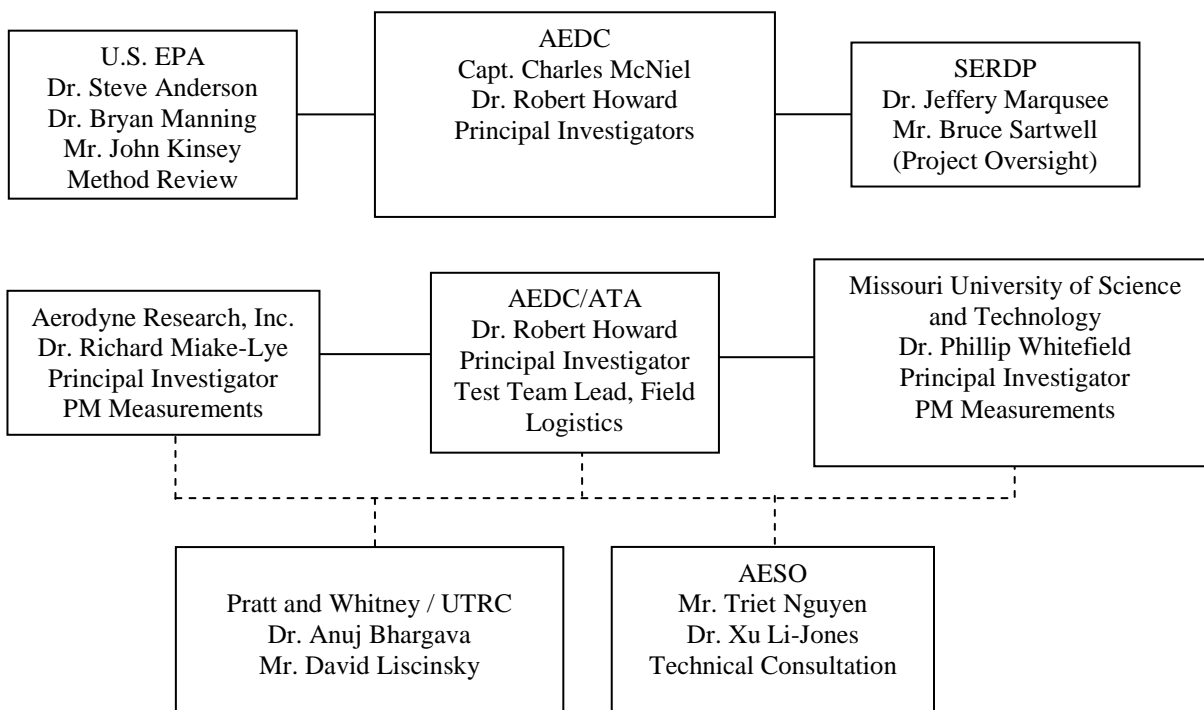 U.S. EPA
Dr. Steve Anderson
Dr. Bryan Manning
Mr. John Kinsey
Method Review
AEDC
Capt. Charles McNiel
Dr. Robert Howard
Principal Investigators
SERDP
Dr. Jeffery Marqusee
Mr. Bruce Sartwell
(Project Oversight)
Aerodyne Research, Inc.
Dr. Richard Miake-Lye
Principal Investigator
PM Measurements
AEDC/ATA
Dr. Robert Howard
Principal Investigator
Test Team Lead, Field
Logistics
Missouri University of Science
and Technology
Dr. Phillip Whitefield
Principal Investigator
PM Measurements
Pratt and Whitney / UTRC
Dr. Anuj Bhargava
Mr. David Liscinsky
AESO
Mr. Triet Nguyen
Dr. Xu Li-Jones
Technical Consultation